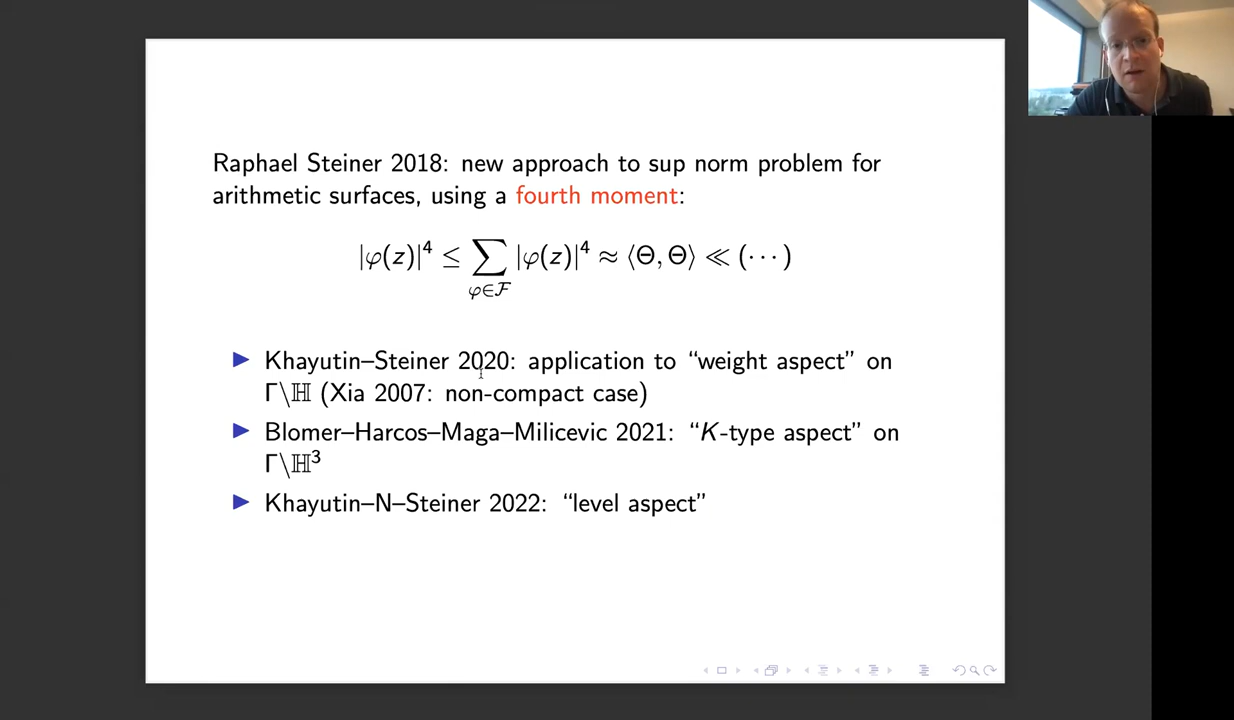 Raphael Steiner 2018: new approach to sup norm problem for
arithmetic surfaces, using a fourth moment:
|φ(z)|⁴ ≤ ∑_{φ∈ℱ} |φ(z)|⁴ ≈ ⟨Θ, Θ⟩ ≪ (· · ·)
▶ Khayutin–Steiner 2020: application to “weight aspect” on
Γ\ℍ (Xia 2007: non-compact case)
▶ Blomer–Harcos–Maga–Milicevic 2021: “K-type aspect” on
Γ\ℍ³
▶ Khayutin–N–Steiner 2022: “level aspect”